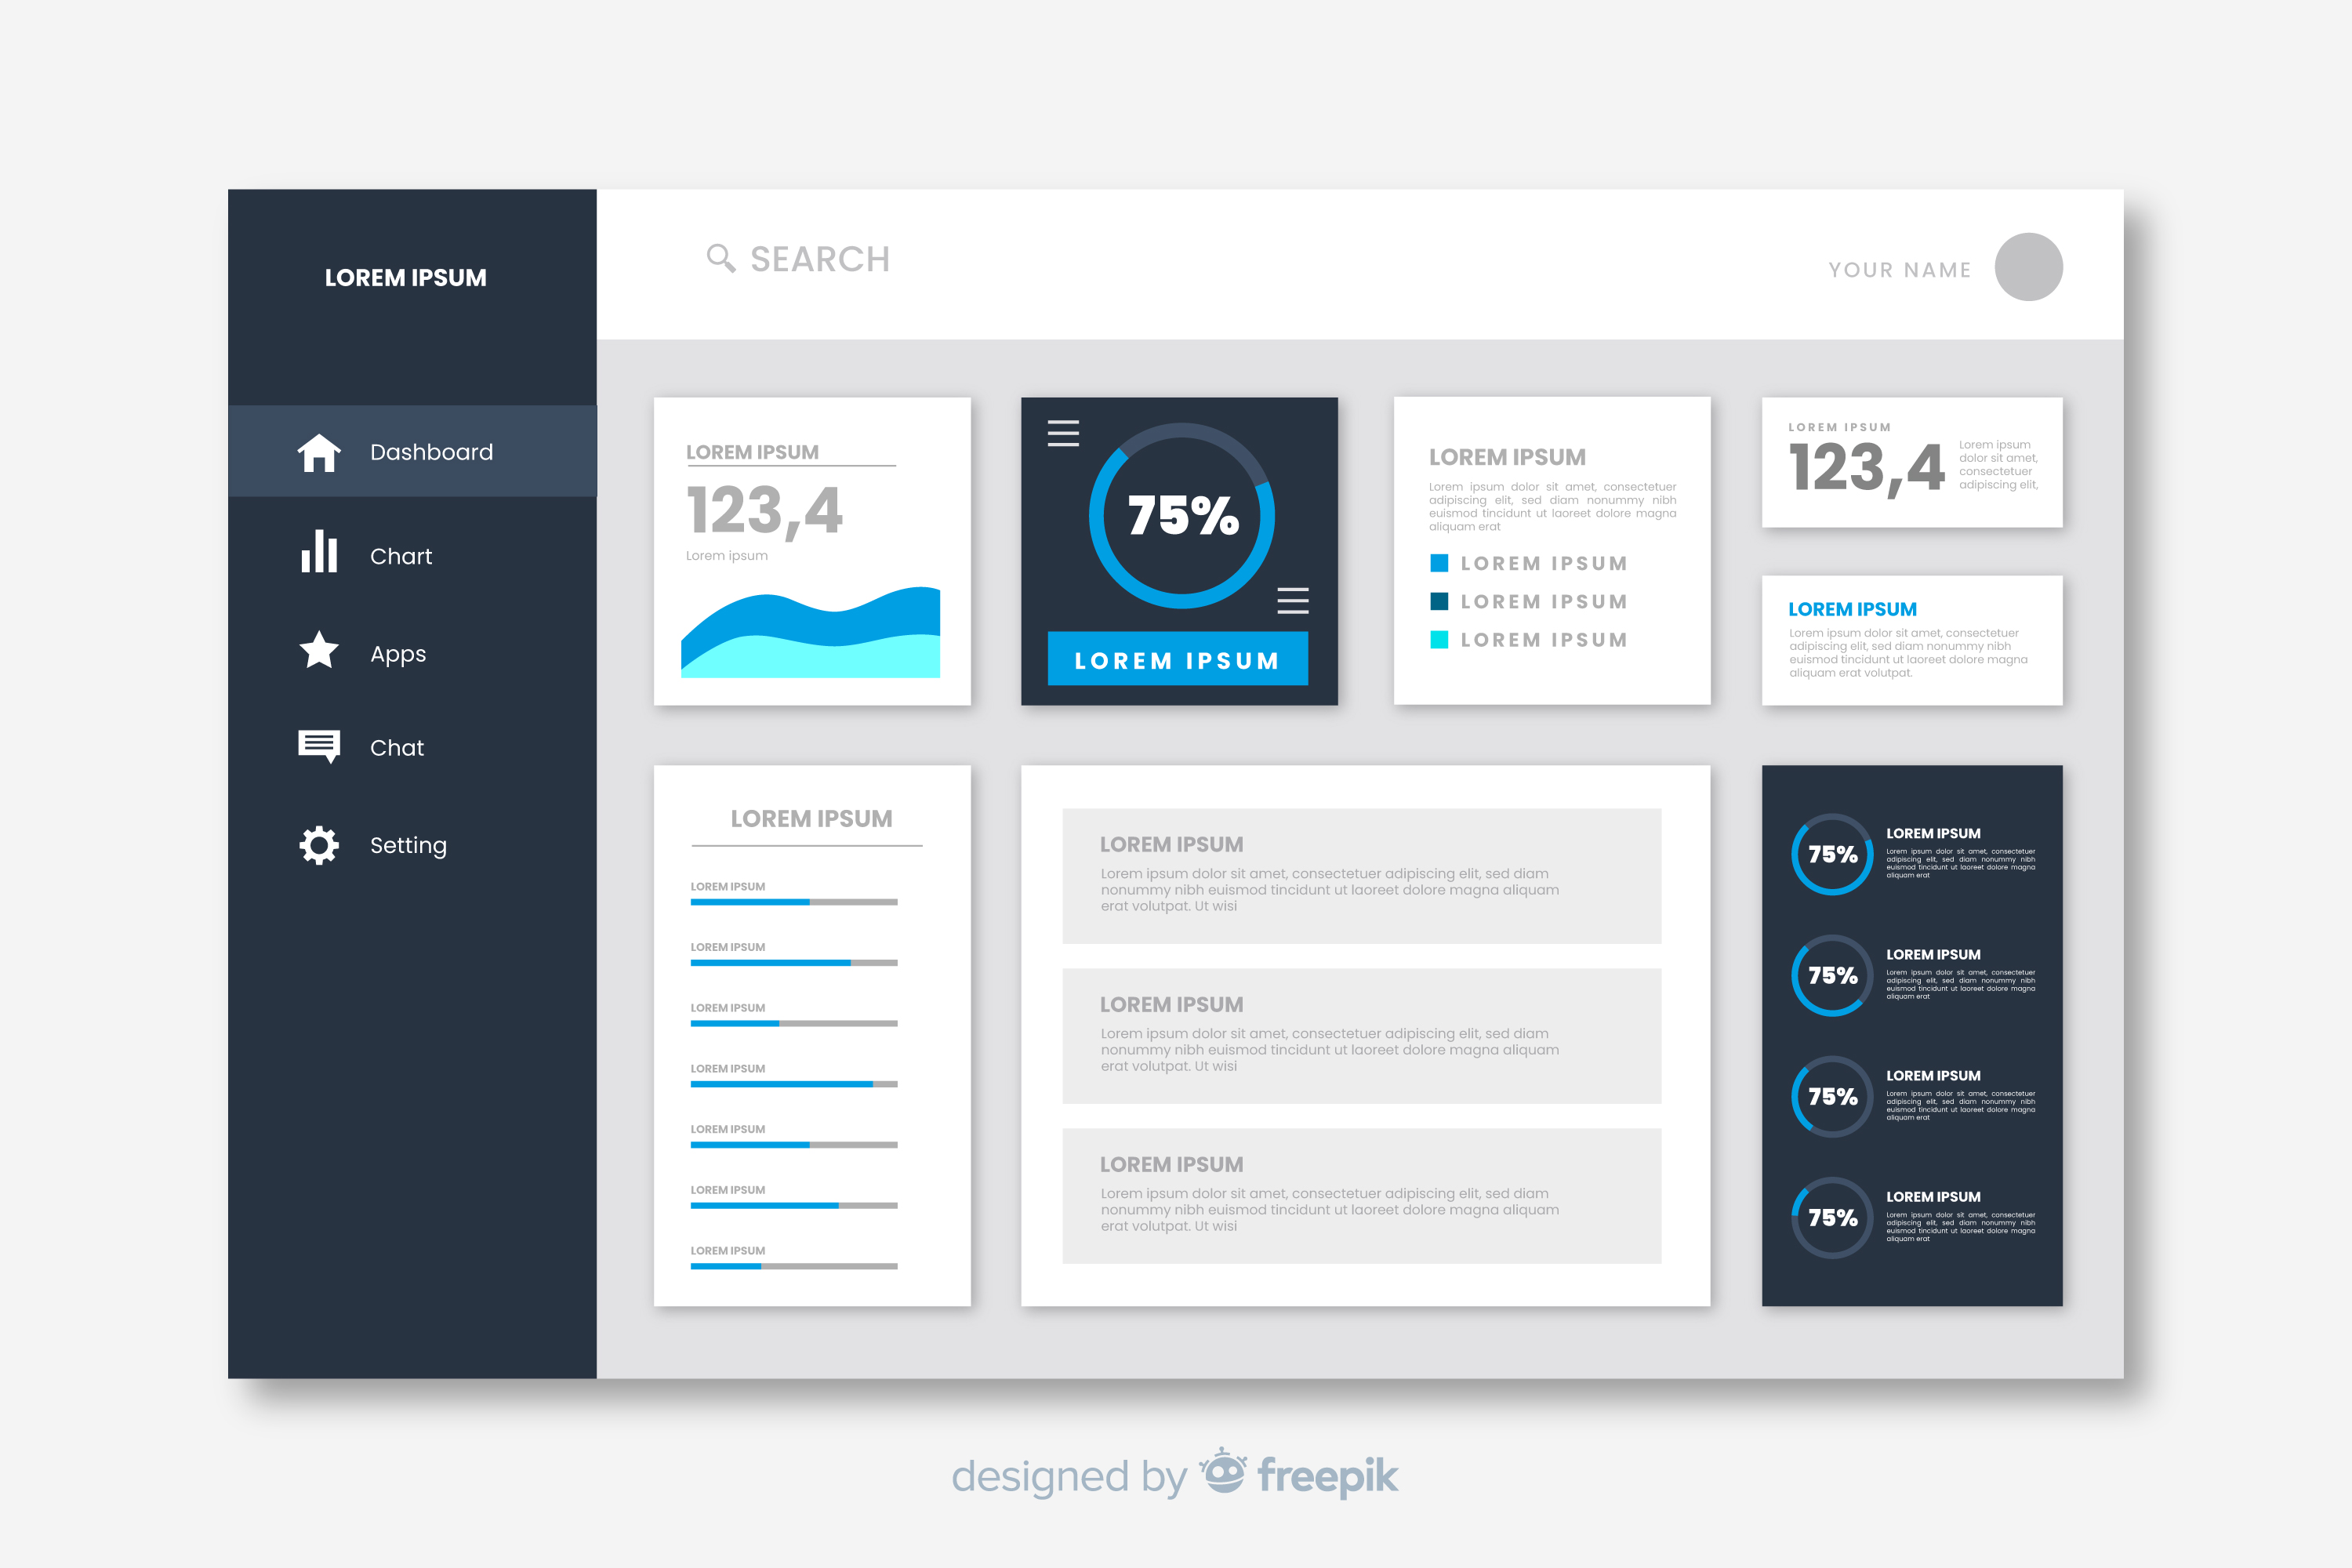 LOREM IPSUM
Dashboard
Chart
Apps
Chat
Setting
SEARCH
YOUR NAME
LOREM IPSUM
123,4
Lorem ipsum
75%
LOREM IPSUM
LOREM IPSUM
Lorem ipsum dolor sit amet, consectetuer
adipiscing elit, sed diam nonummy nibh
euismod tincidunt ut laoreet dolore magna
aliquam erat
LOREM IPSUM
LOREM IPSUM
LOREM IPSUM
LOREM IPSUM
123,4
Lorem ipsum
dolor sit amet,
consectetuer
adipiscing elit,
LOREM IPSUM
Lorem ipsum dolor sit amet, consectetuer
adipiscing elit, sed diam nonummy nibh
euismod tincidunt ut laoreet dolore magna
aliquam erat volutpat.
LOREM IPSUM
LOREM IPSUM
LOREM IPSUM
LOREM IPSUM
LOREM IPSUM
LOREM IPSUM
LOREM IPSUM
LOREM IPSUM
LOREM IPSUM
Lorem ipsum dolor sit amet, consectetuer adipiscing elit, sed diam
nonummy nibh euismod tincidunt ut laoreet dolore magna aliquam
erat volutpat. Ut wisi
LOREM IPSUM
Lorem ipsum dolor sit amet, consectetuer adipiscing elit, sed diam
nonummy nibh euismod tincidunt ut laoreet dolore magna aliquam
erat volutpat. Ut wisi
LOREM IPSUM
Lorem ipsum dolor sit amet, consectetuer adipiscing elit, sed diam
nonummy nibh euismod tincidunt ut laoreet dolore magna aliquam
erat volutpat. Ut wisi
75%
LOREM IPSUM
Lorem ipsum dolor sit amet, consectetuer
adipiscing elit, sed diam nonummy nibh
euismod tincidunt ut laoreet dolore magna
aliquam erat
75%
LOREM IPSUM
Lorem ipsum dolor sit amet, consectetuer
adipiscing elit, sed diam nonummy nibh
euismod tincidunt ut laoreet dolore magna
aliquam erat
75%
LOREM IPSUM
Lorem ipsum dolor sit amet, consectetuer
adipiscing elit, sed diam nonummy nibh
euismod tincidunt ut laoreet dolore magna
aliquam erat
75%
LOREM IPSUM
Lorem ipsum dolor sit amet, consectetuer
adipiscing elit, sed diam nonummy nibh
euismod tincidunt ut laoreet dolore magna
aliquam erat
designed by freepik